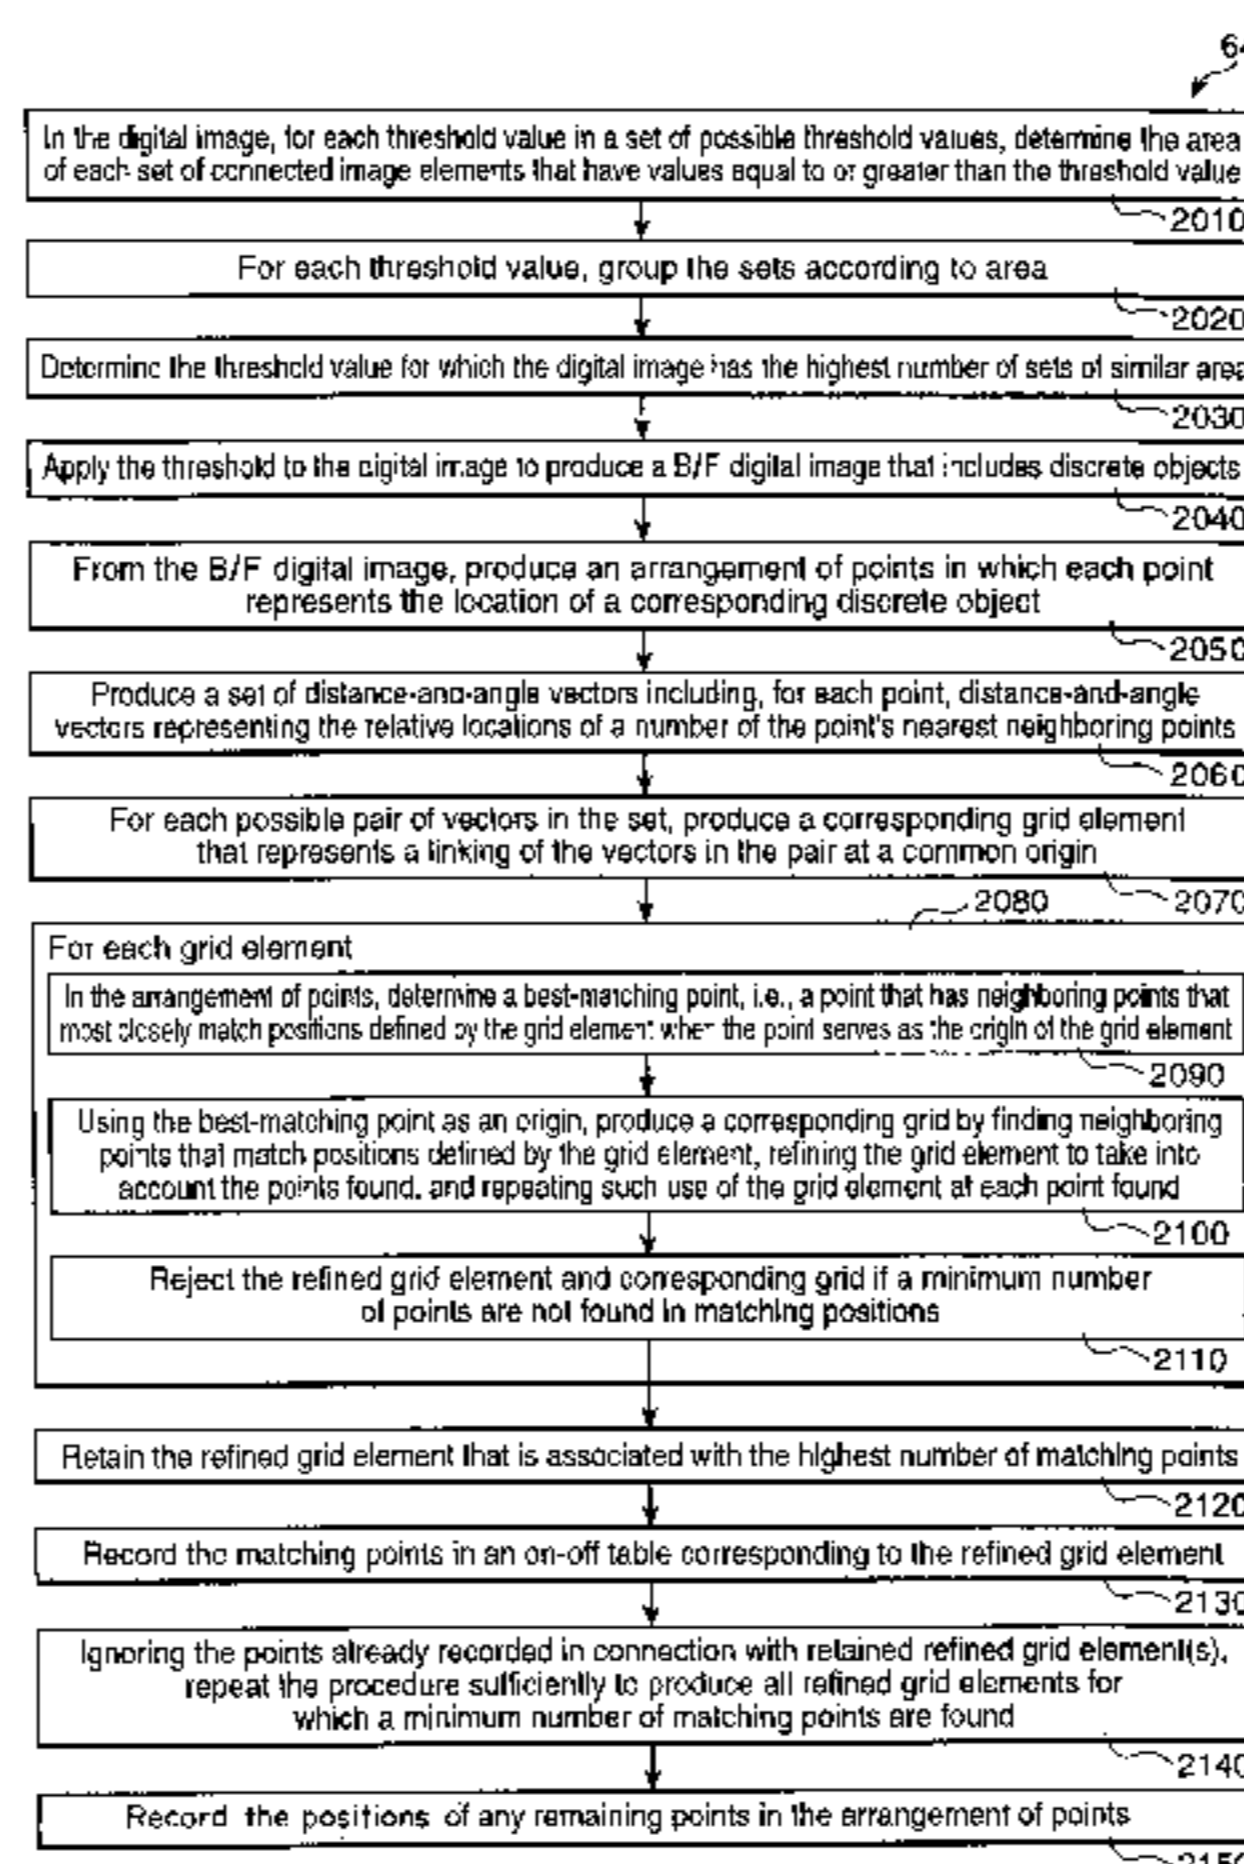 64
In the digital image, for each threshold value in a set of possible threshold values, determine the area
of each set of connected image elements that have values equal to or greater than the threshold value
2010
For each threshold value, group the sets according to area
2020
Determine the threshold value for which the digital image has the highest number of sets of similar area
2030
Apply the threshold to the digital image to produce a B/F digital image that includes discrete objects
2040
From the B/F digital image, produce an arrangement of points in which each point
represents the location of a corresponding discrete object
2050
Produce a set of distance-and-angle vectors including, for each point, distance-and-angle
vectors representing the relative locations of a number of the point's nearest neighboring points
2060
For each possible pair of vectors in the set, produce a corresponding grid element
that represents a linking of the vectors in the pair at a common origin
2070
2080
For each grid element
In the arrangement of points, determine a best-matching point, i.e., a point that has neighboring points that
most closely match positions defined by the grid element when the point serves as the origin of the grid element
2090
Using the best-matching point as an origin, produce a corresponding grid by finding neighboring
points that match positions defined by the grid element, refining the grid element to take into
account the points found, and repeating such use of the grid element at each point found
2100
Reject the refined grid element and corresponding grid if a minimum number
of points are not found in matching positions
2110
Retain the refined grid element that is associated with the highest number of matching points
2120
Record the matching points in an on-off table corresponding to the refined grid element
2130
Ignoring the points already recorded in connection with retained refined grid element(s),
repeat the procedure sufficiently to produce all refined grid elements for
which a minimum number of matching points are found
2140
Record the positions of any remaining points in the arrangement of points
2150